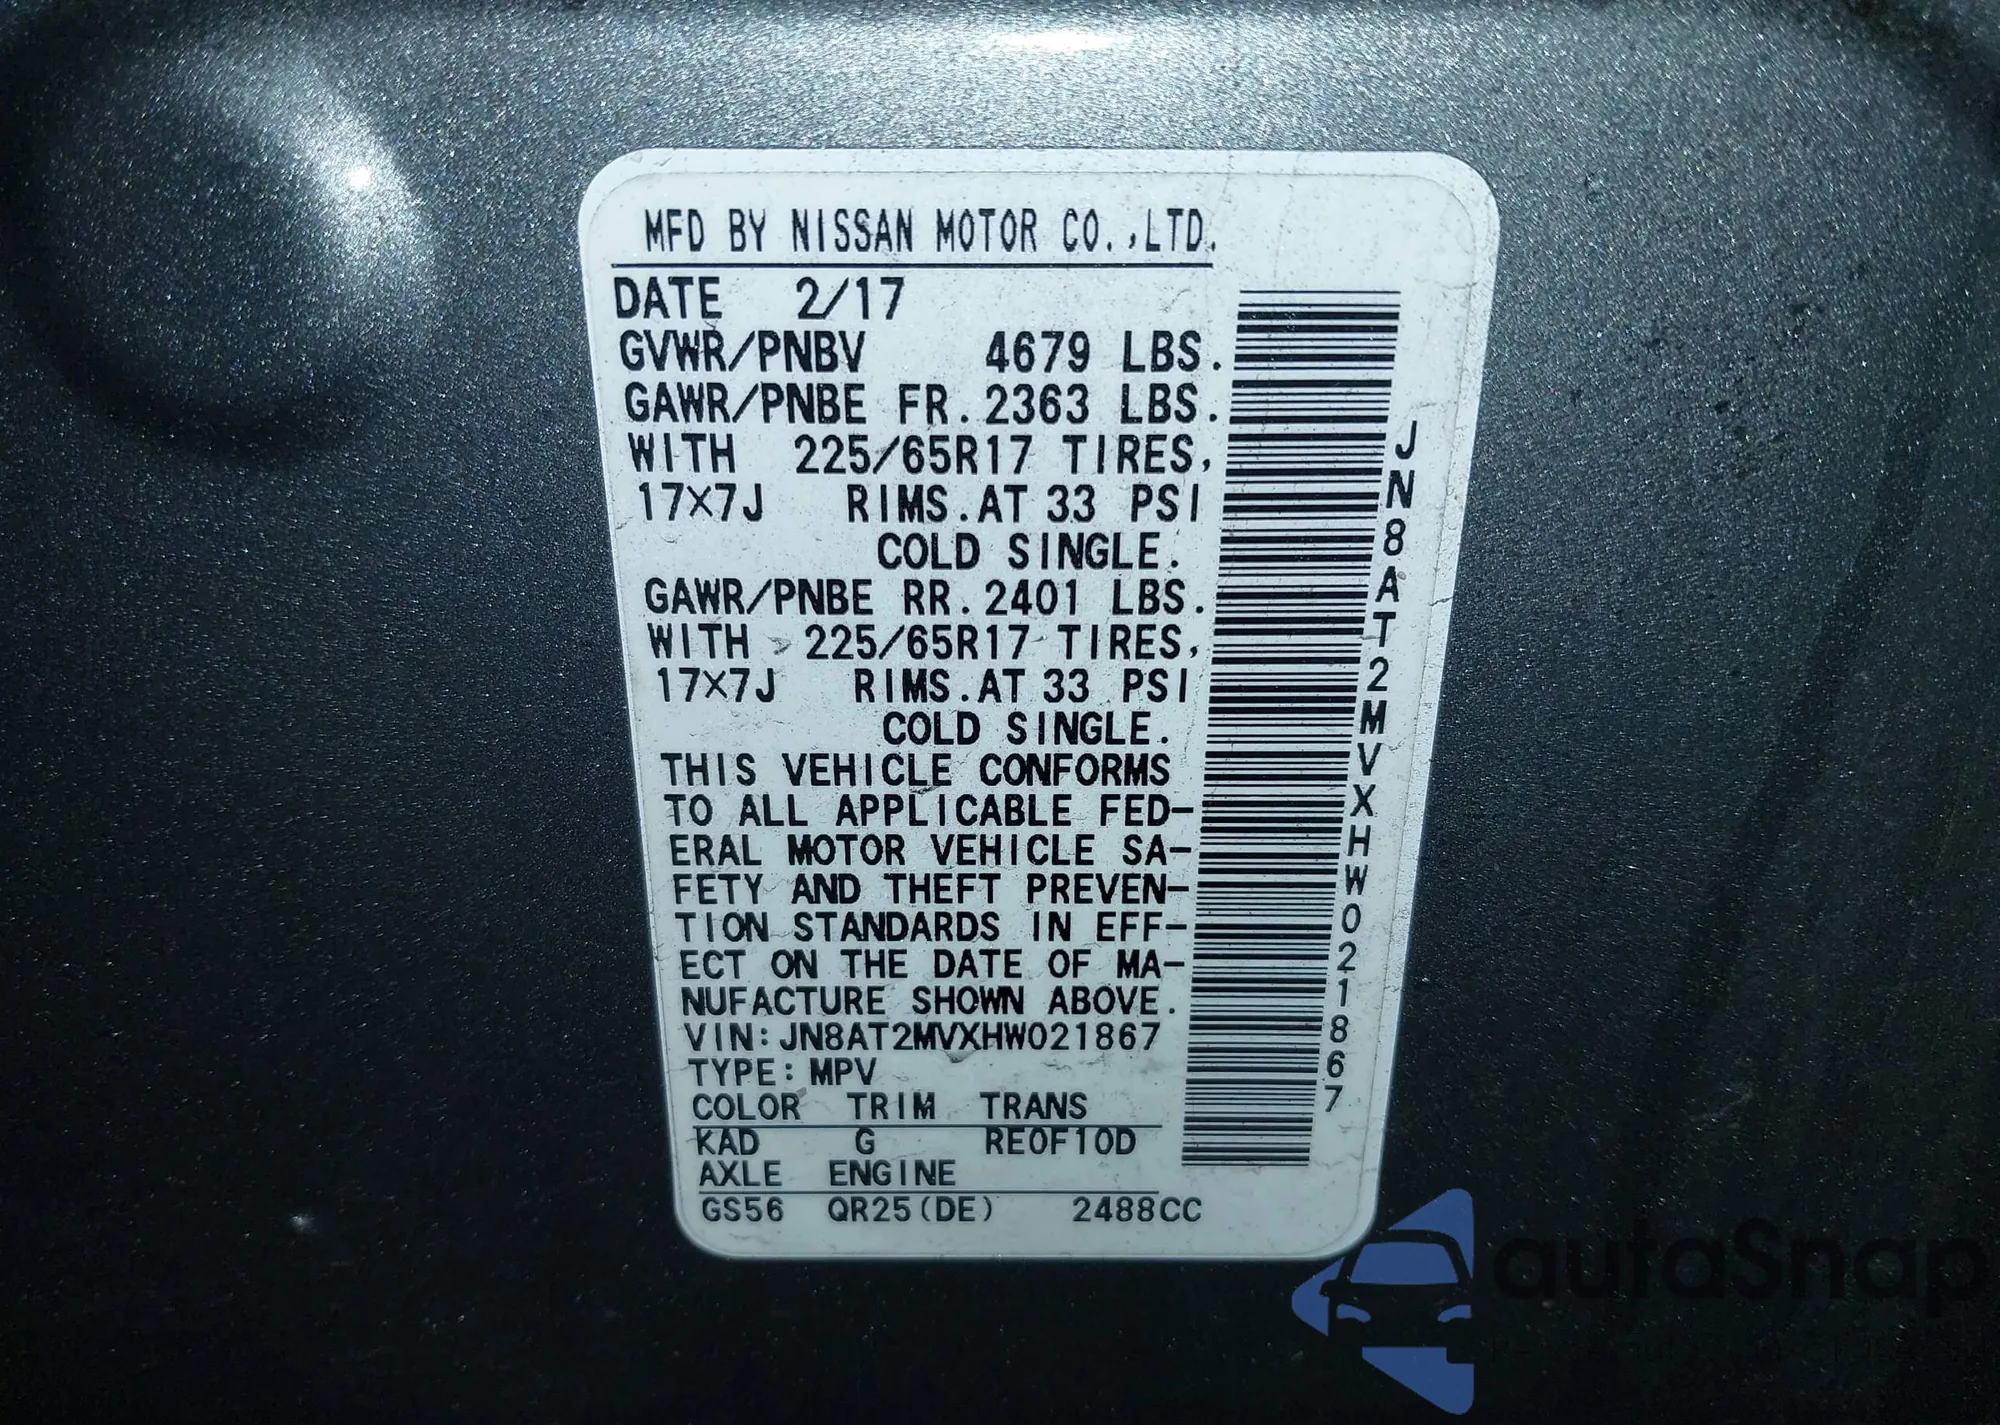 MFD BY NISSAN MOTOR CO.,LTD.
DATE 2/17
GVWR/PNBV 4679 LBS.
GAWR/PNBE FR.2363 LBS.
WITH 225/65R17 TIRES,
17×7J RIMS.AT 33 PSI
COLD SINGLE.
GAWR/PNBE RR.2401 LBS.
WITH 225/65R17 TIRES,
17×7J RIMS.AT 33 PSI
COLD SINGLE.
THIS VEHICLE CONFORMS
TO ALL APPLICABLE FED-
ERAL MOTOR VEHICLE SA-
FETY AND THEFT PREVEN-
TION STANDARDS IN EFF-
ECT ON THE DATE OF MA-
NUFACTURE SHOWN ABOVE.
VIN:JN8AT2MVXHW021867
TYPE:MPV
COLOR TRIM TRANS
KAD G RE0F10D
AXLE ENGINE
GS56 QR25(DE) 2488CC
JN8AT2MVXHW021867
autoSnap